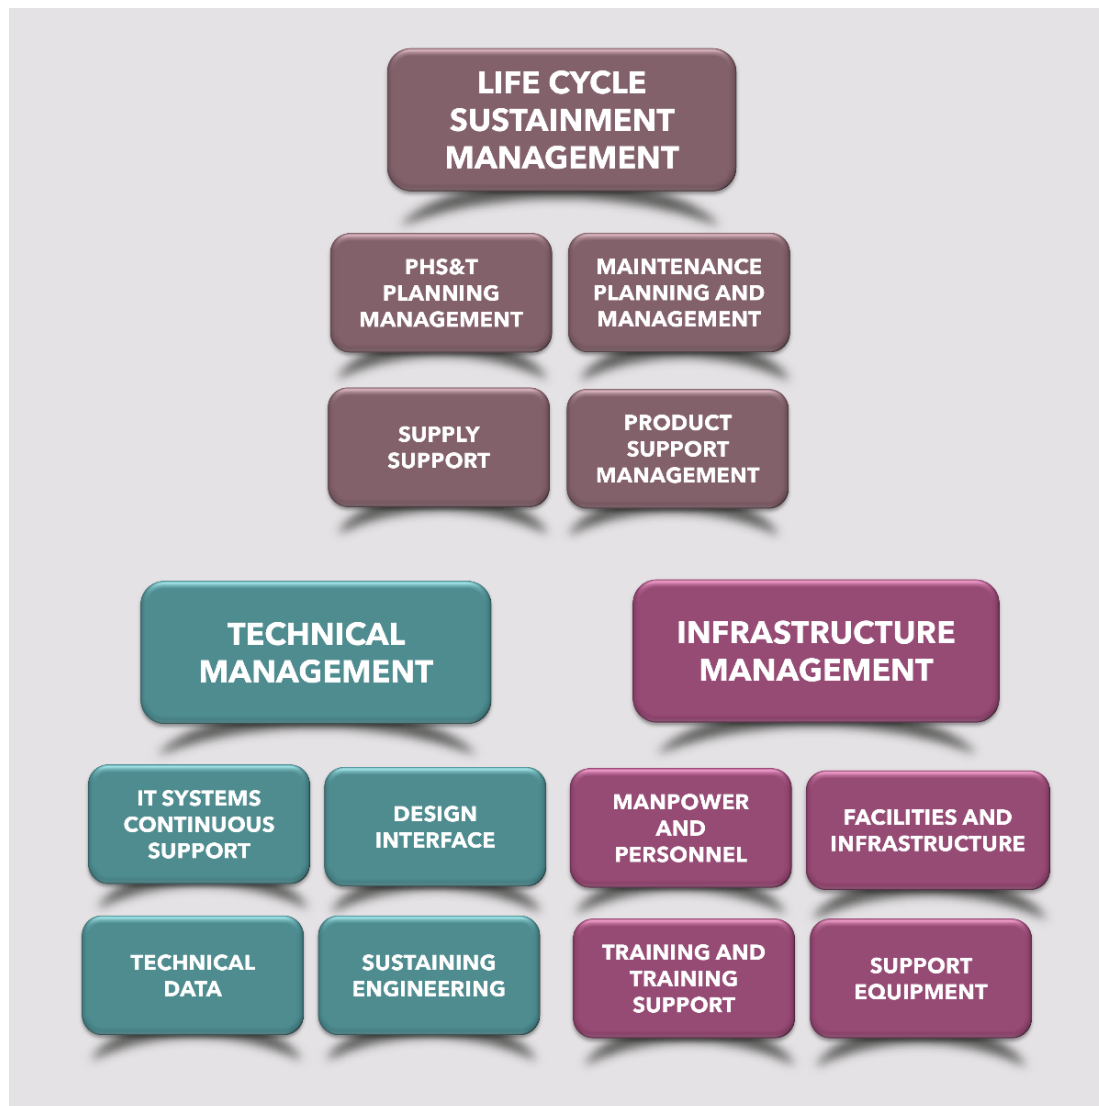 LIFE CYCLE
SUSTAINMENT
MANAGEMENT
PHS&T
PLANNING
MANAGEMENT
MAINTENANCE
PLANNING AND
MANAGEMENT
SUPPLY
SUPPORT
PRODUCT
SUPPORT
MANAGEMENT
TECHNICAL
MANAGEMENT
IT SYSTEMS
CONTINUOUS
SUPPORT
DESIGN
INTERFACE
TECHNICAL
DATA
SUSTAINING
ENGINEERING
INFRASTRUCTURE
MANAGEMENT
MANPOWER
AND
PERSONNEL
FACILITIES AND
INFRASTRUCTURE
TRAINING AND
TRAINING
SUPPORT
SUPPORT
EQUIPMENT